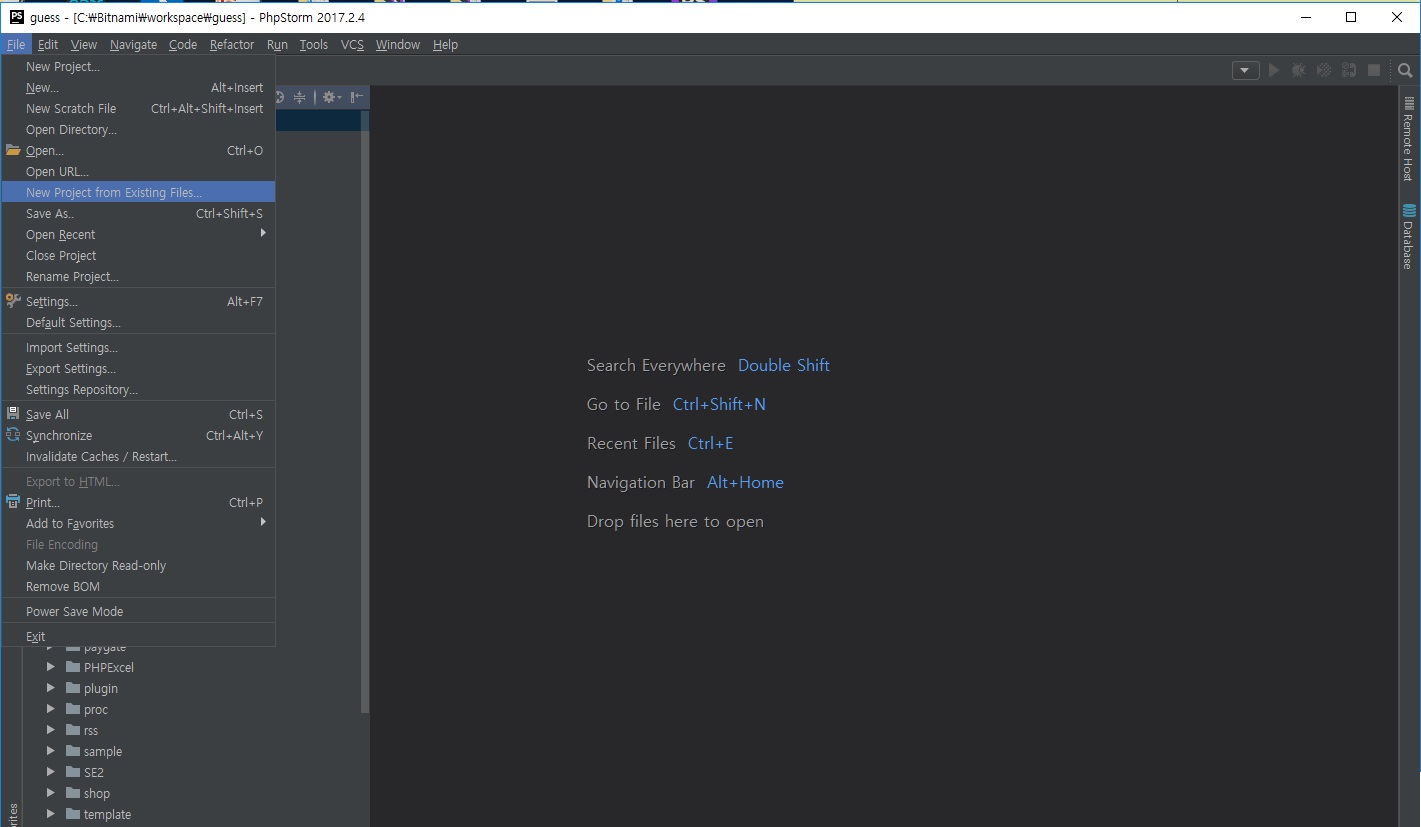 PS guess - [C:₩Bitnami₩workspace₩guess] - PhpStorm 2017.2.4
File Edit View Navigate Code Refactor Run Tools VCS Window Help
New Project...
New... Alt+Insert
New Scratch File Ctrl+Alt+Shift+Insert
Open Directory...
Open... Ctrl+O
Open URL...
New Project from Existing Files...
Save As.. Ctrl+Shift+S
Open Recent
Close Project
Rename Project...
Settings... Alt+F7
Default Settings...
Import Settings...
Export Settings...
Settings Repository...
Save All Ctrl+S
Synchronize Ctrl+Alt+Y
Invalidate Caches / Restart...
Export to HTML...
Print... Ctrl+P
Add to Favorites
File Encoding
Make Directory Read-only
Remove BOM
Power Save Mode
Exit
paygate
PHPExcel
plugin
proc
rss
sample
SE2
shop
template
Search Everywhere Double Shift
Go to File Ctrl+Shift+N
Recent Files Ctrl+E
Navigation Bar Alt+Home
Drop files here to open
Remote Host
Database